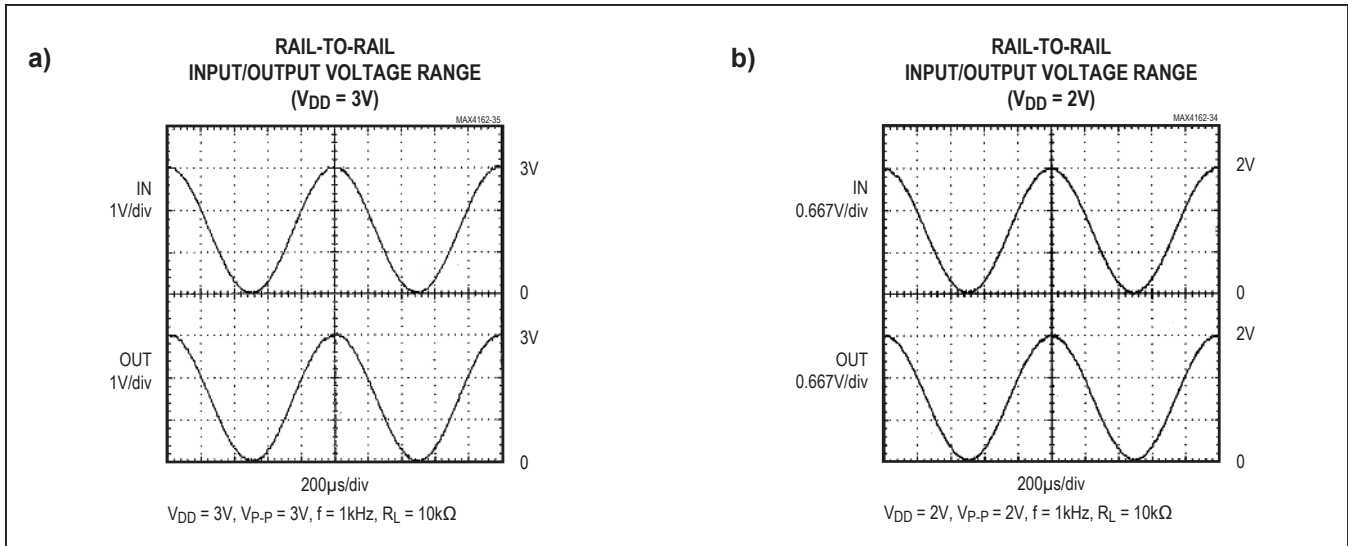 a)
RAIL-TO-RAIL
INPUT/OUTPUT VOLTAGE RANGE
(VDD = 3V)
MAX4162-35
3V
IN
1V/div
0
3V
OUT
1V/div
0
200µs/div
VDD = 3V, VP-P = 3V, f = 1kHz, RL = 10kΩ
b)
RAIL-TO-RAIL
INPUT/OUTPUT VOLTAGE RANGE
(VDD = 2V)
MAX4162-34
2V
IN
0.667V/div
0
2V
OUT
0.667V/div
0
200µs/div
VDD = 2V, VP-P = 2V, f = 1kHz, RL = 10kΩ